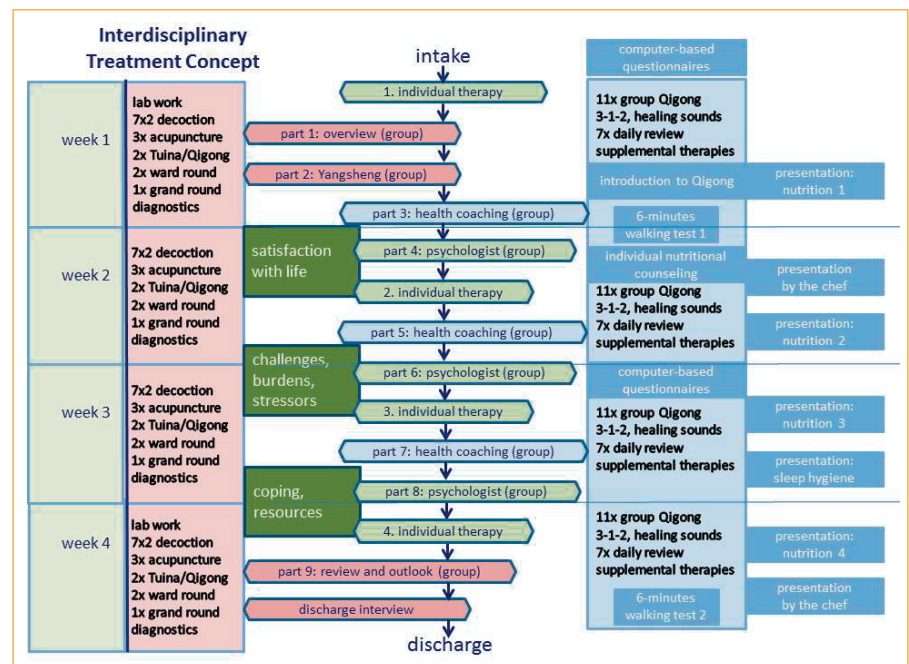 Interdisciplinary
Treatment Concept
intake
computer-based
questionnaires
week 1
lab work
7x2 decoction
3x acupuncture
2x Tuina/Qigong
2x ward round
1x grand round
diagnostics
1. individual therapy
part 1: overview (group)
part 2: Yangsheng (group)
part 3: health coaching (group)
11x group Qigong
3-1-2, healing sounds
7x daily review
supplemental therapies
introduction to Qigong
presentation:
nutrition 1
6-minutes
walking test 1
week 2
7x2 decoction
3x acupuncture
2x Tuina/Qigong
2x ward round
1x grand round
diagnostics
satisfaction
with life
part 4: psychologist (group)
2. individual therapy
part 5: health coaching (group)
individual nutritional
counseling
11x group Qigong
3-1-2, healing sounds
7x daily review
supplemental therapies
presentation
by the chef
presentation:
nutrition 2
week 3
7x2 decoction
3x acupuncture
2x Tuina/Qigong
2x ward round
1x grand round
diagnostics
challenges,
burdens,
stressors
part 6: psychologist (group)
3. individual therapy
part 7: health coaching (group)
computer-based
questionnaires
11x group Qigong
3-1-2, healing sounds
7x daily review
supplemental therapies
presentation:
nutrition 3
presentation:
sleep hygiene
week 4
lab work
7x2 decoction
3x acupuncture
2x Tuina/Qigong
2x ward round
1x grand round
diagnostics
coping,
resources
part 8: psychologist (group)
4. individual therapy
part 9: review and outlook (group)
discharge interview
discharge
11x group Qigong
3-1-2, healing sounds
7x daily review
supplemental therapies
6-minutes
walking test 2
presentation:
nutrition 4
presentation
by the chef